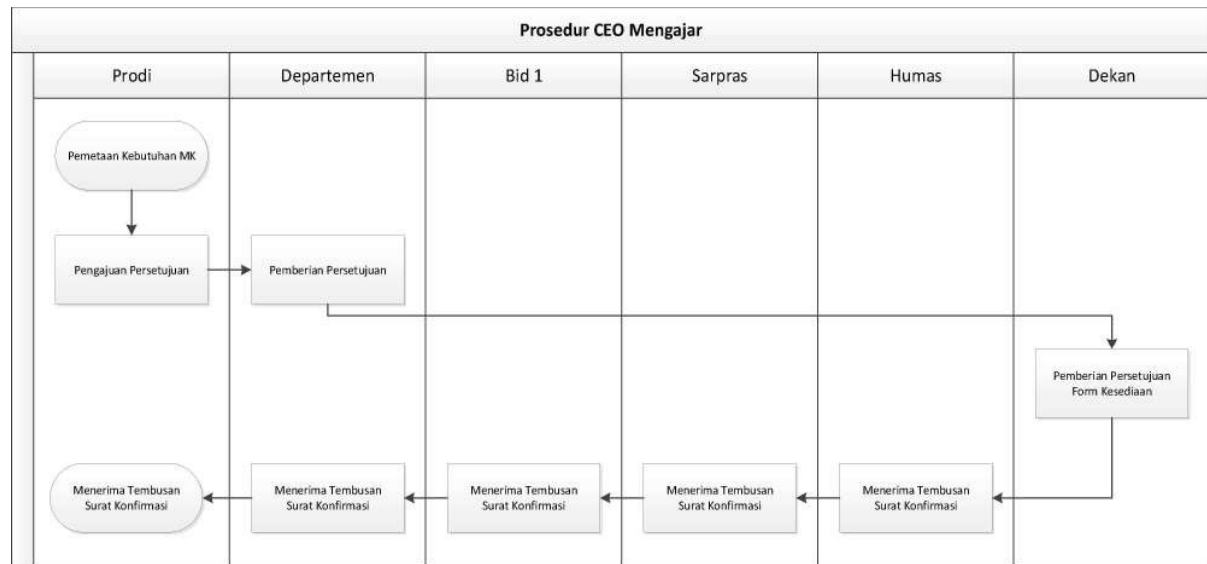 Prosedur CEO Mengajar
Prodi
Departemen
Bid 1
Sarpras
Humas
Dekan
Pemetaan Kebutuhan MK
Pengajuan Persetujuan
Pemberian Persetujuan
Pemberian Persetujuan
Form Kesediaan
Menerima Tembusan
Surat Konfirmasi
Menerima Tembusan
Surat Konfirmasi
Menerima Tembusan
Surat Konfirmasi
Menerima Tembusan
Surat Konfirmasi
Menerima Tembusan
Surat Konfirmasi